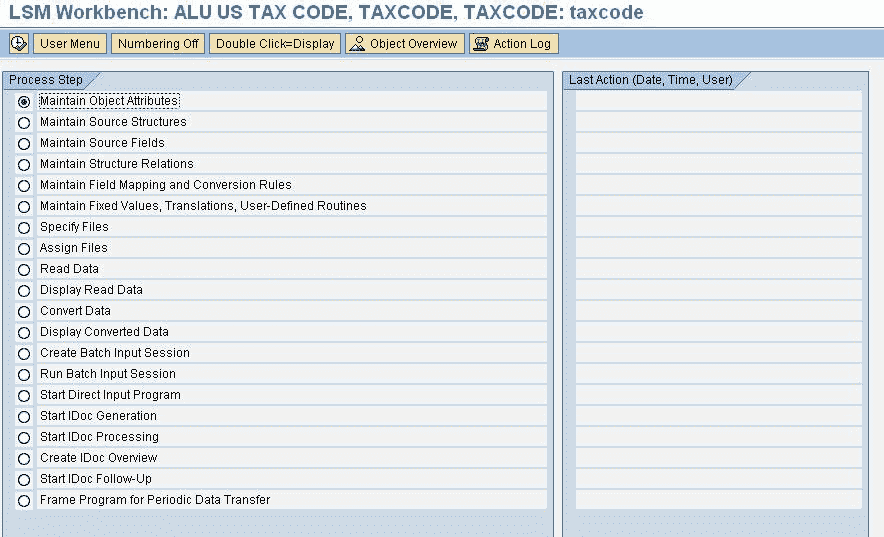 LSM Workbench: ALU US TAX CODE, TAXCODE, TAXCODE: taxcode
User Menu Numbering Off Double Click=Display Object Overview Action Log
Process Step Last Action (Date, Time, User)
Maintain Object Attributes
Maintain Source Structures
Maintain Source Fields
Maintain Structure Relations
Maintain Field Mapping and Conversion Rules
Maintain Fixed Values, Translations, User-Defined Routines
Specify Files
Assign Files
Read Data
Display Read Data
Convert Data
Display Converted Data
Create Batch Input Session
Run Batch Input Session
Start Direct Input Program
Start IDoc Generation
Start IDoc Processing
Create IDoc Overview
Start IDoc Follow-Up
Frame Program for Periodic Data Transfer